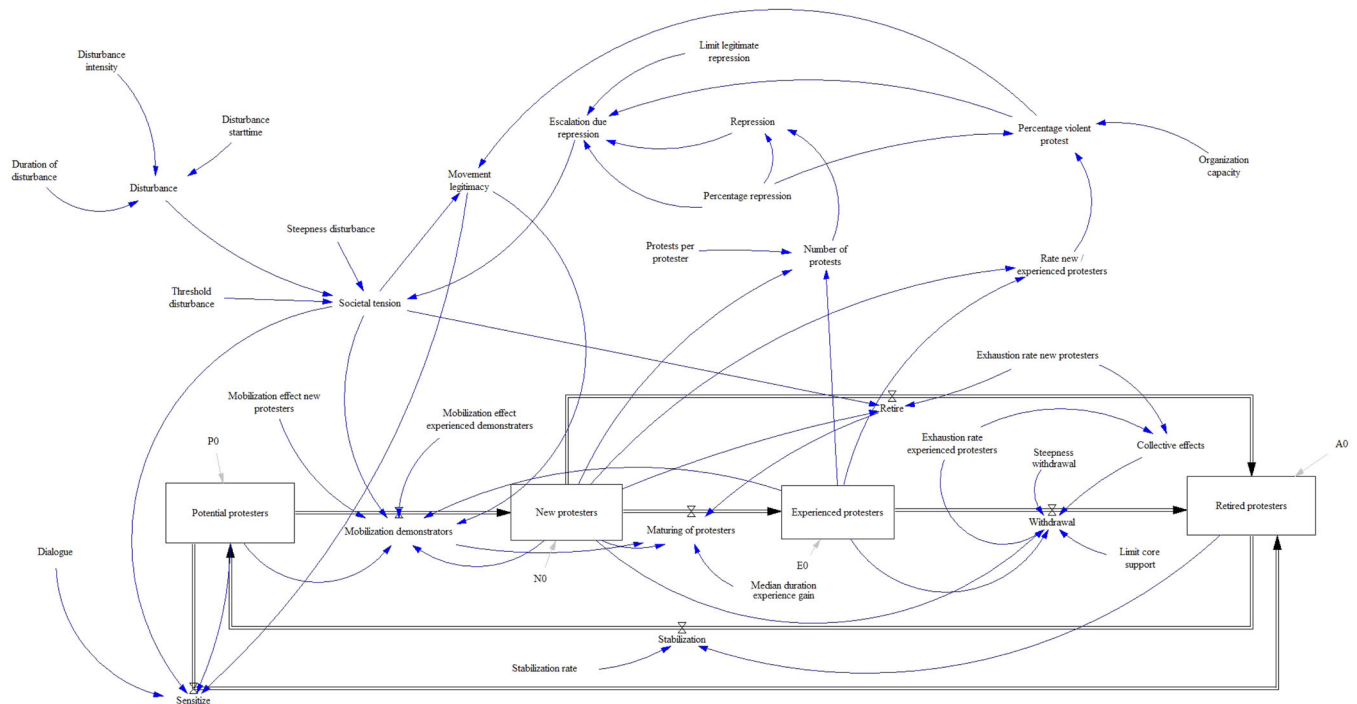 Disturbance
intensity
Limit legitimate
repression
Disturbance
starttime
Escalation due
repression
Repression
Percentage violent
protest
Organization
capacity
Duration of
disturbance
Disturbance
Movement
legitimacy
Percentage repression
Steepness disturbance
Protests per
protester
Number of
protests
Rate new /
experienced protesters
Threshold
disturbance
Societal tension
Exhaustion rate new protesters
Mobilization effect new
protesters
Mobilization effect
experienced demonstraters
Retire
Exhaustion rate
experienced protesters
Steepness
withdrawal
Collective effects
P0
A0
Potential protesters
New protesters
Experienced protesters
Retired protesters
Mobilization demonstrators
Maturing of protesters
Withdrawal
Dialogue
N0
E0
Median duration
experience gain
Limit core
support
Stabilization
Stabilization rate
Sensitize